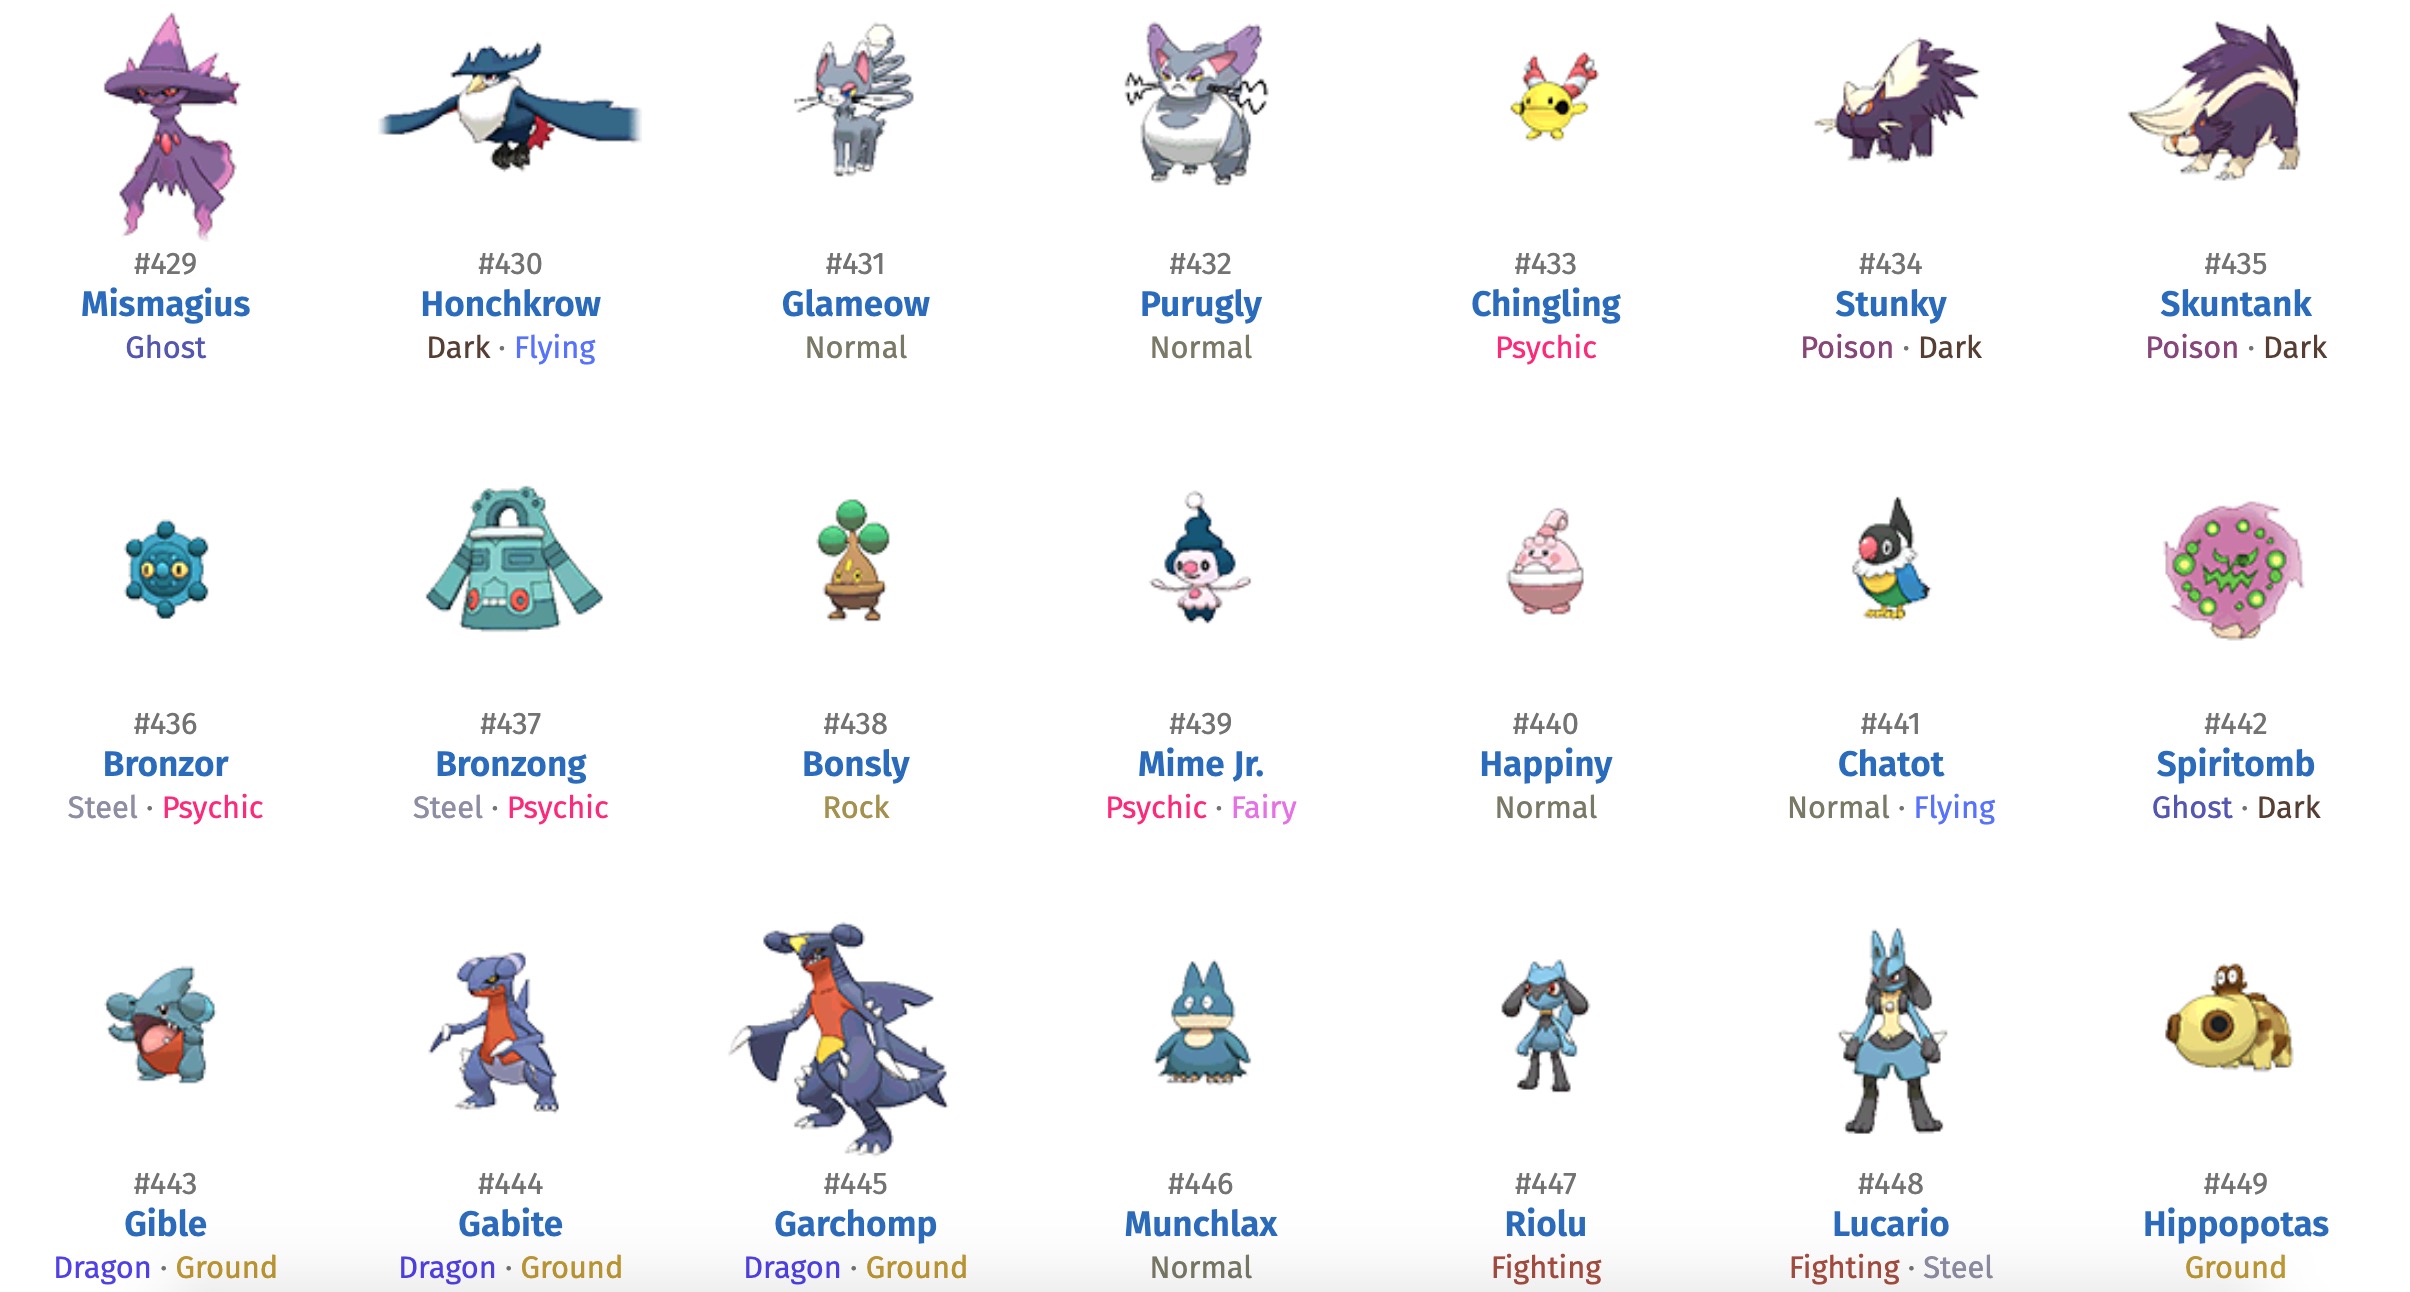 #429 #430 #431 #432 #433 #434 #435
Mismagius Honchkrow Glameow Purugly Chingling Stunky Skuntank
Ghost Dark · Flying Normal Normal Psychic Poison · Dark Poison · Dark
#436 #437 #438 #439 #440 #441 #442
Bronzor Bronzong Bonsly Mime Jr. Happiny Chatot Spiritomb
Steel · Psychic Steel · Psychic Rock Psychic · Fairy Normal Normal · Flying Ghost · Dark
#443 #444 #445 #446 #447 #448 #449
Gible Gabite Garchomp Munchlax Riolu Lucario Hippopotas
Dragon · Ground Dragon · Ground Dragon · Ground Normal Fighting Fighting · Steel Ground